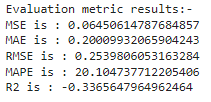 Evaluation metric results:-
MSE is : 0.06450614787684857
MAE is : 0.20009932065904243
RMSE is : 0.2539806053163284
MAPE is : 20.104737712205406
R2 is : -0.3365647964962464